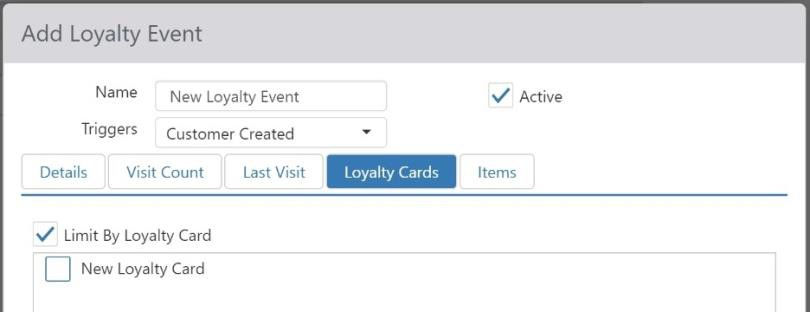 Add Loyalty Event
Name New Loyalty Event Active
Triggers Customer Created
Details Visit Count Last Visit Loyalty Cards Items
Limit By Loyalty Card
New Loyalty Card